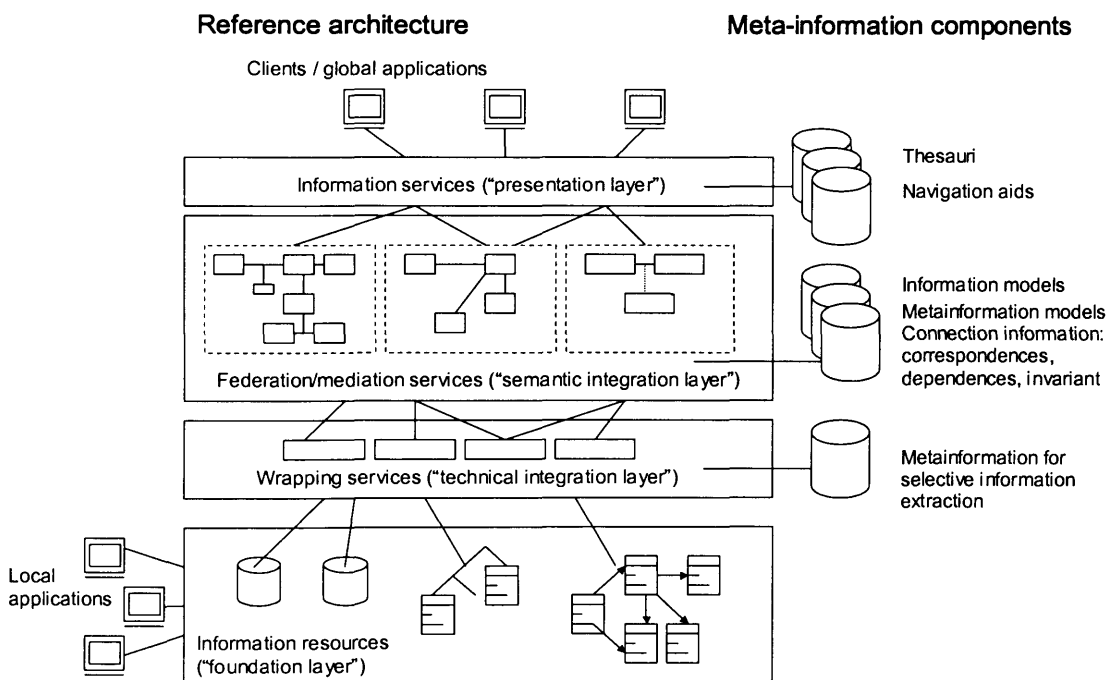 Reference architecture
Meta-information components
Clients / global applications
Information services ("presentation layer")
Thesauri
Navigation aids
Information models
Metainformation models
Connection information:
correspondences,
dependences, invariant
Federation/mediation services ("semantic integration layer")
Wrapping services ("technical integration layer")
Metainformation for
selective information
extraction
Local
applications
Information resources
("foundation layer")